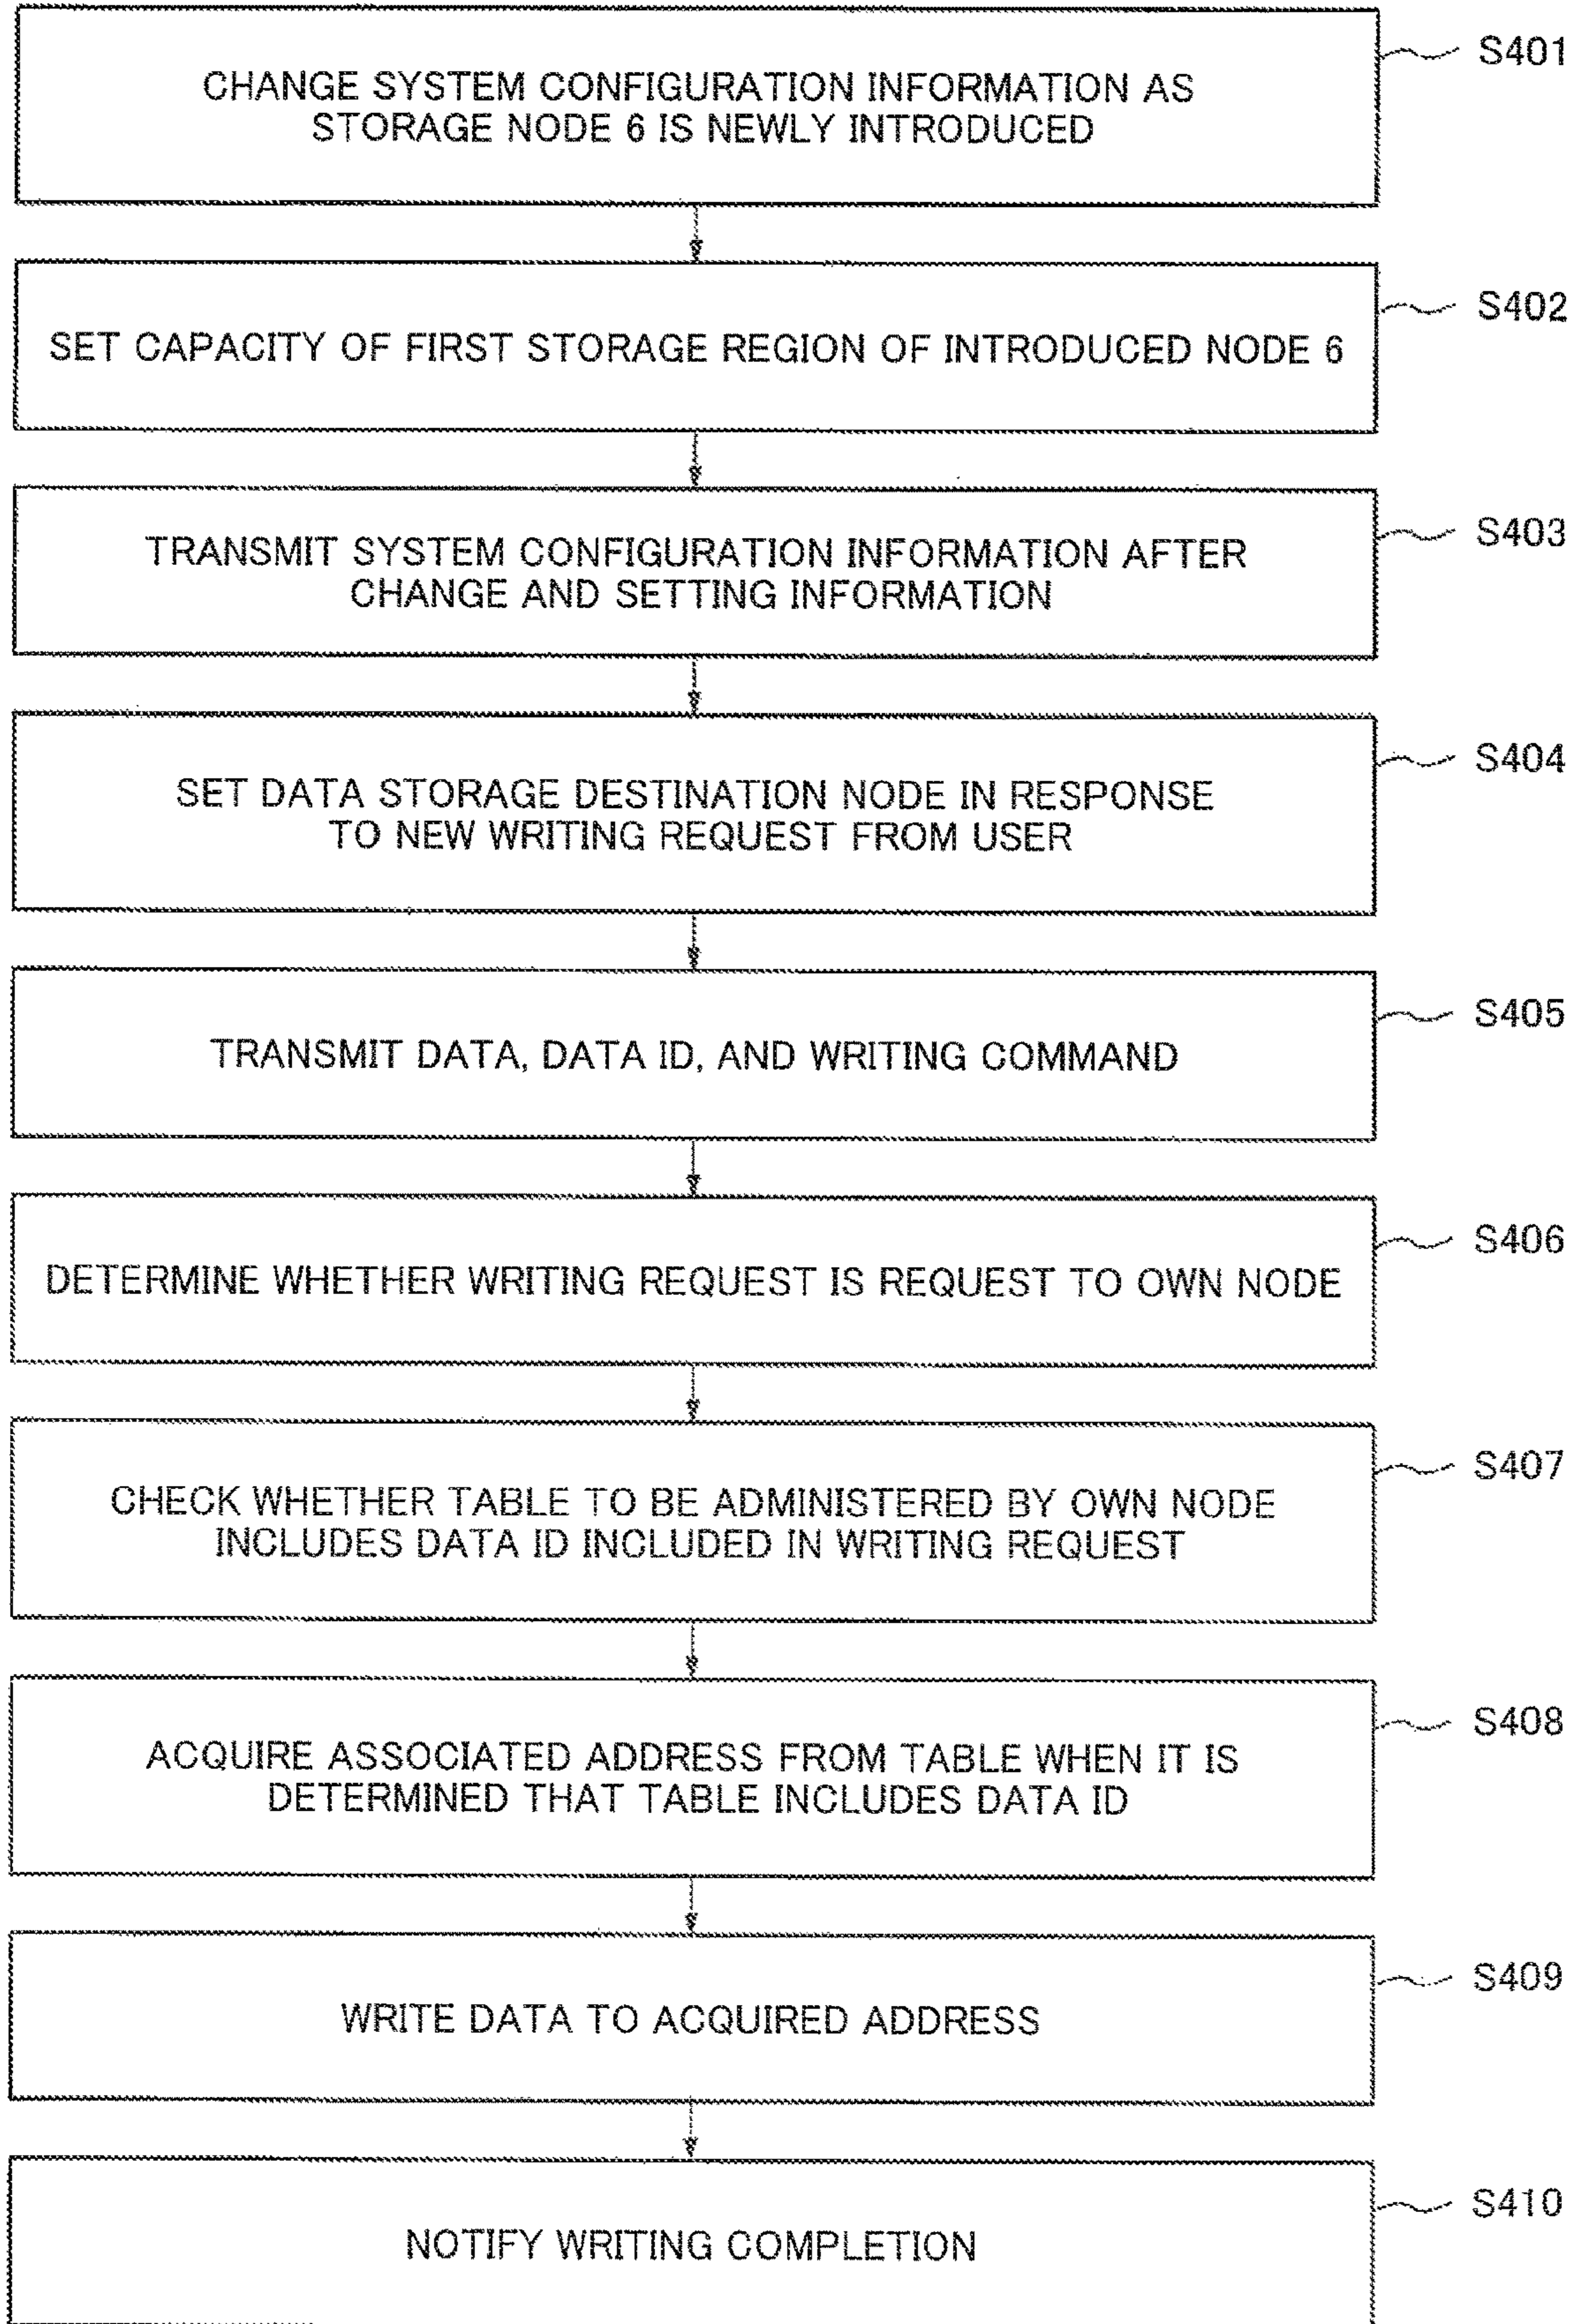 CHANGE SYSTEM CONFIGURATION INFORMATION AS
STORAGE NODE 6 IS NEWLY INTRODUCED
S401
SET CAPACITY OF FIRST STORAGE REGION OF INTRODUCED NODE 6
S402
TRANSMIT SYSTEM CONFIGURATION INFORMATION AFTER
CHANGE AND SETTING INFORMATION
S403
SET DATA STORAGE DESTINATION NODE IN RESPONSE
TO NEW WRITING REQUEST FROM USER
S404
TRANSMIT DATA, DATA ID, AND WRITING COMMAND
S405
DETERMINE WHETHER WRITING REQUEST IS REQUEST TO OWN NODE
S406
CHECK WHETHER TABLE TO BE ADMINISTERED BY OWN NODE
INCLUDES DATA ID INCLUDED IN WRITING REQUEST
S407
ACQUIRE ASSOCIATED ADDRESS FROM TABLE WHEN IT IS
DETERMINED THAT TABLE INCLUDES DATA ID
S408
WRITE DATA TO ACQUIRED ADDRESS
S409
NOTIFY WRITING COMPLETION
S410